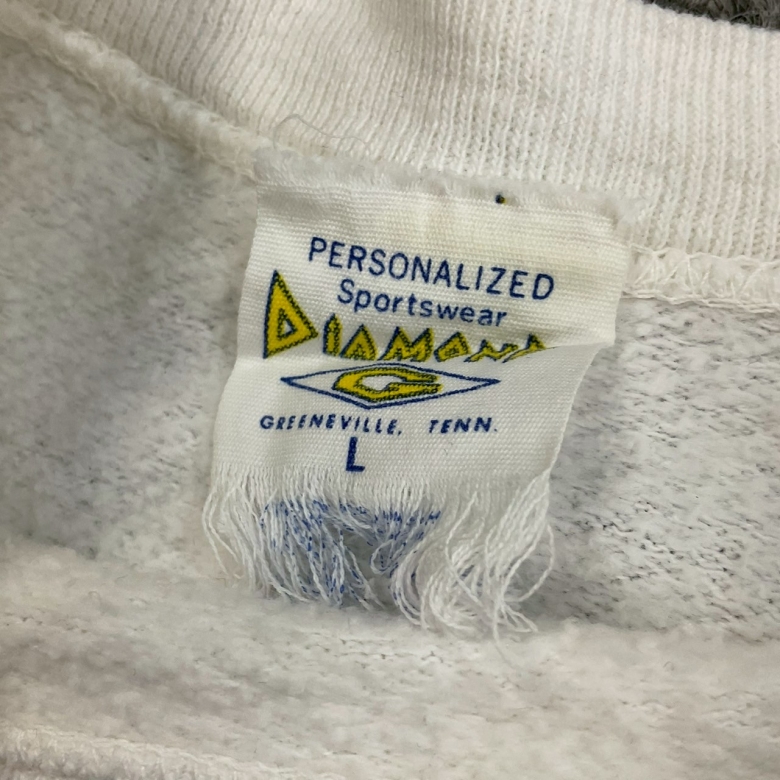 PERSONALIZED
Sportswear
DIAMOND
G
GREENEVILLE, TENN.
L